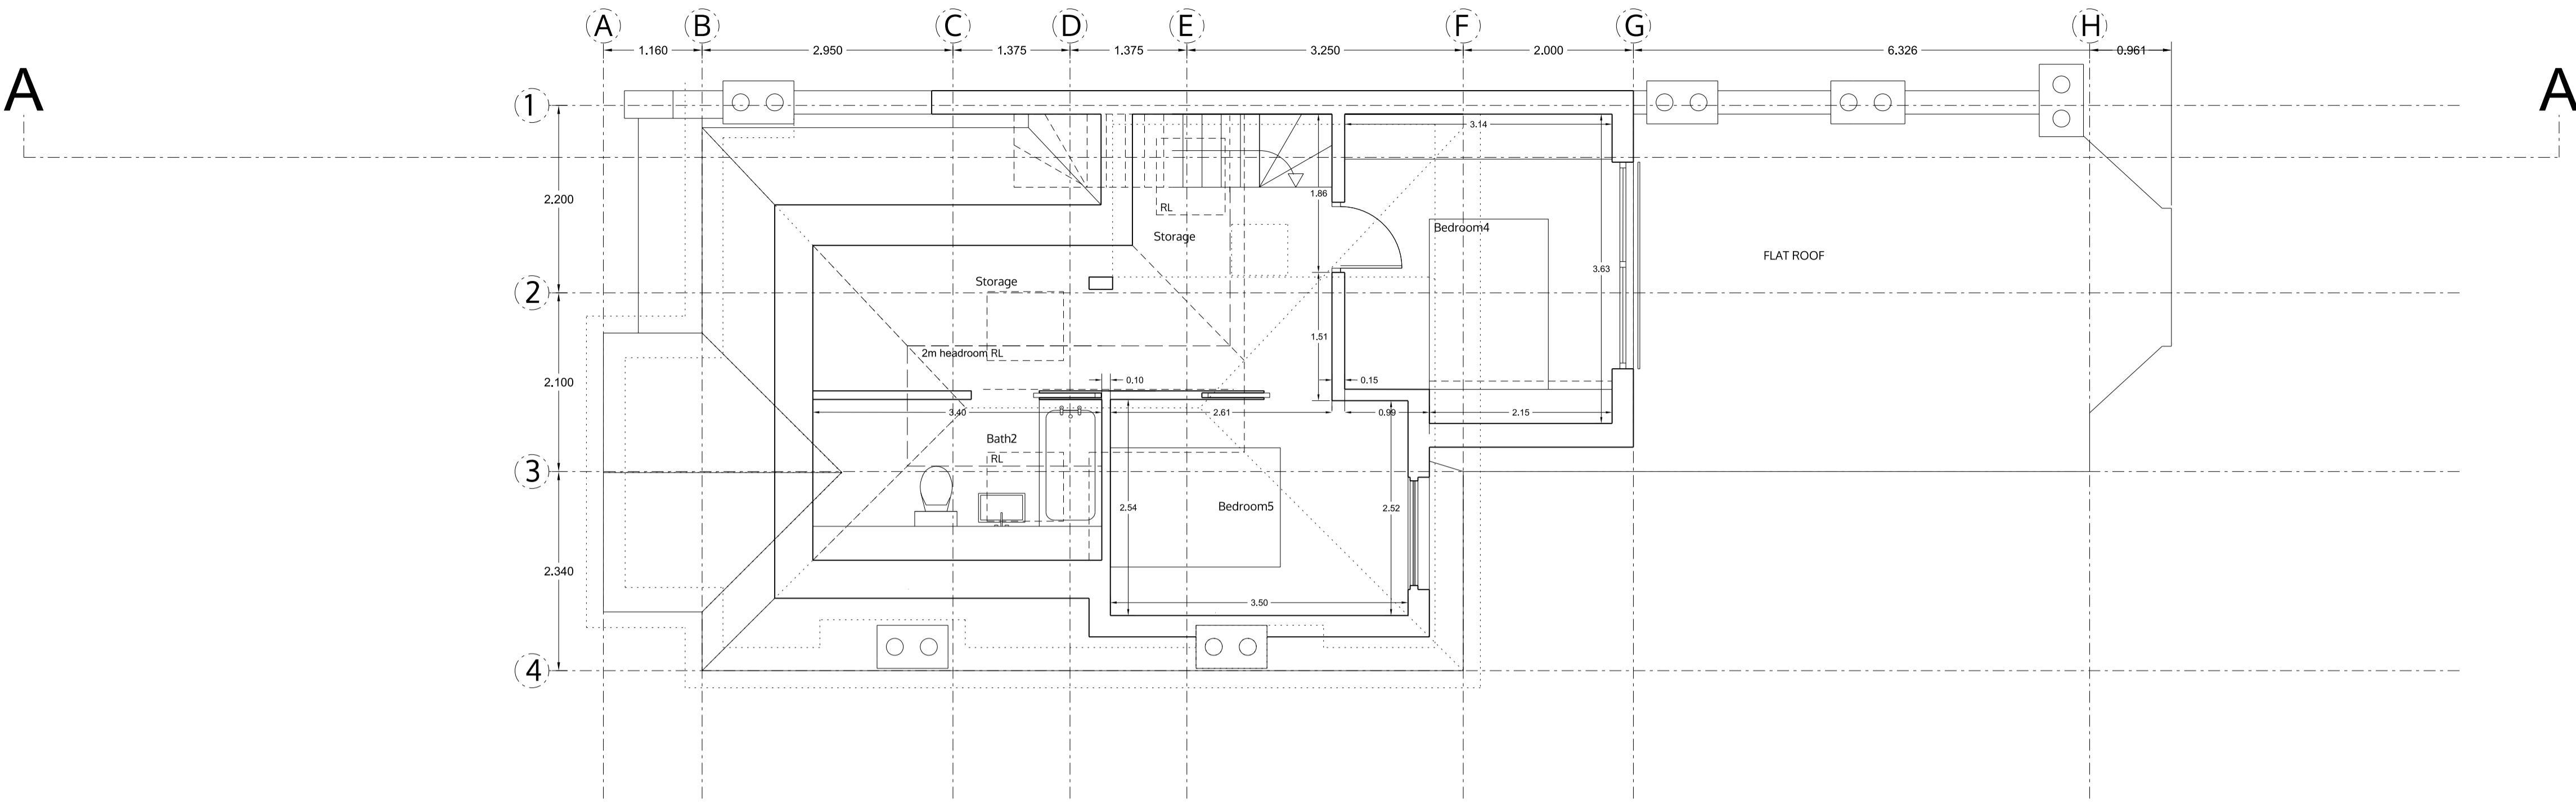 A B C D E F G H
1.160 2.950 1.375 1.375 3.250 2.000 6.326 0.961
A A
1
3.14
2.200
1.86
RL
Storage
Bedroom4
FLAT ROOF
3.63
Storage
2
1.51
2m headroom RL
2.100
0.10 0.15
3.40 2.61 0.99 2.15
Bath2
RL
3
2.54 Bedroom5 2.52
2.340
3.50
4